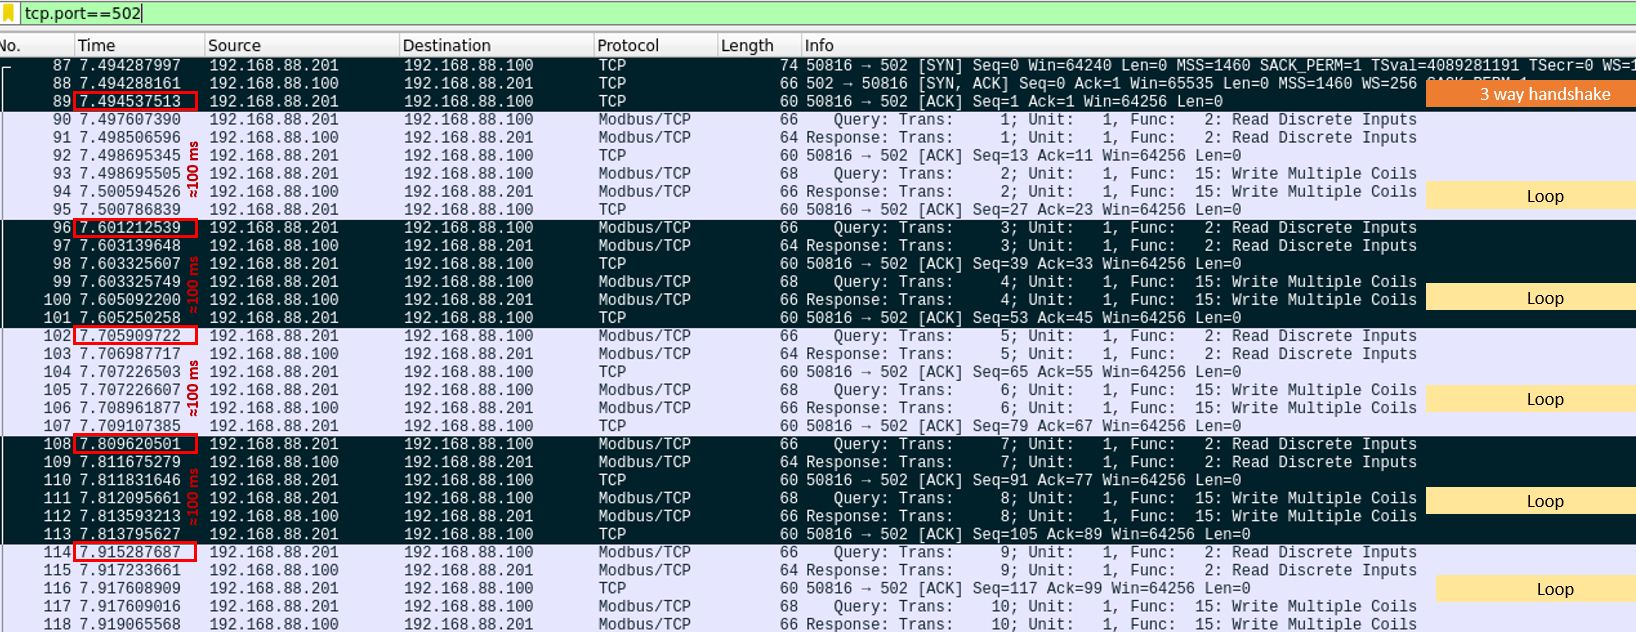 tcp.port==502
No. Time Source Destination Protocol Length Info
87 7.494287997 192.168.88.201 192.168.88.100 TCP 74 50816 → 502 [SYN] Seq=0 Win=64240 Len=0 MSS=1460 SACK_PERM=1 TSval=4089281191 TSecr=0 WS=1
88 7.494288161 192.168.88.100 192.168.88.201 TCP 66 502 → 50816 [SYN, ACK] Seq=0 Ack=1 Win=65535 Len=0 MSS=1460 WS=256 SACK_PERM=1
89 7.494537513 192.168.88.201 192.168.88.100 TCP 60 50816 → 502 [ACK] Seq=1 Ack=1 Win=64256 Len=0
3 way handshake
90 7.497607390 192.168.88.201 192.168.88.100 Modbus/TCP 66 Query: Trans: 1; Unit: 1, Func: 2: Read Discrete Inputs
91 7.498506596 192.168.88.100 192.168.88.201 Modbus/TCP 64 Response: Trans: 1; Unit: 1, Func: 2: Read Discrete Inputs
92 7.498695345 192.168.88.201 192.168.88.100 TCP 60 50816 → 502 [ACK] Seq=13 Ack=11 Win=64256 Len=0
93 7.498695505 192.168.88.201 192.168.88.100 Modbus/TCP 68 Query: Trans: 2; Unit: 1, Func: 15: Write Multiple Coils
94 7.500594526 192.168.88.100 192.168.88.201 Modbus/TCP 66 Response: Trans: 2; Unit: 1, Func: 15: Write Multiple Coils
95 7.500786839 192.168.88.201 192.168.88.100 TCP 60 50816 → 502 [ACK] Seq=27 Ack=23 Win=64256 Len=0
≈100 ms
Loop
96 7.601212539 192.168.88.201 192.168.88.100 Modbus/TCP 66 Query: Trans: 3; Unit: 1, Func: 2: Read Discrete Inputs
97 7.603139648 192.168.88.100 192.168.88.201 Modbus/TCP 64 Response: Trans: 3; Unit: 1, Func: 2: Read Discrete Inputs
98 7.603325607 192.168.88.201 192.168.88.100 TCP 60 50816 → 502 [ACK] Seq=39 Ack=33 Win=64256 Len=0
99 7.603325749 192.168.88.201 192.168.88.100 Modbus/TCP 68 Query: Trans: 4; Unit: 1, Func: 15: Write Multiple Coils
100 7.605092200 192.168.88.100 192.168.88.201 Modbus/TCP 66 Response: Trans: 4; Unit: 1, Func: 15: Write Multiple Coils
101 7.605250258 192.168.88.201 192.168.88.100 TCP 60 50816 → 502 [ACK] Seq=53 Ack=45 Win=64256 Len=0
≈100 ms
Loop
102 7.705909722 192.168.88.201 192.168.88.100 Modbus/TCP 66 Query: Trans: 5; Unit: 1, Func: 2: Read Discrete Inputs
103 7.706987717 192.168.88.100 192.168.88.201 Modbus/TCP 64 Response: Trans: 5; Unit: 1, Func: 2: Read Discrete Inputs
104 7.707226503 192.168.88.201 192.168.88.100 TCP 60 50816 → 502 [ACK] Seq=65 Ack=55 Win=64256 Len=0
105 7.707226607 192.168.88.201 192.168.88.100 Modbus/TCP 68 Query: Trans: 6; Unit: 1, Func: 15: Write Multiple Coils
106 7.708961877 192.168.88.100 192.168.88.201 Modbus/TCP 66 Response: Trans: 6; Unit: 1, Func: 15: Write Multiple Coils
107 7.709107385 192.168.88.201 192.168.88.100 TCP 60 50816 → 502 [ACK] Seq=79 Ack=67 Win=64256 Len=0
≈100 ms
Loop
108 7.809620501 192.168.88.201 192.168.88.100 Modbus/TCP 66 Query: Trans: 7; Unit: 1, Func: 2: Read Discrete Inputs
109 7.811675279 192.168.88.100 192.168.88.201 Modbus/TCP 64 Response: Trans: 7; Unit: 1, Func: 2: Read Discrete Inputs
110 7.811831646 192.168.88.201 192.168.88.100 TCP 60 50816 → 502 [ACK] Seq=91 Ack=77 Win=64256 Len=0
111 7.812095661 192.168.88.201 192.168.88.100 Modbus/TCP 68 Query: Trans: 8; Unit: 1, Func: 15: Write Multiple Coils
112 7.813593213 192.168.88.100 192.168.88.201 Modbus/TCP 66 Response: Trans: 8; Unit: 1, Func: 15: Write Multiple Coils
113 7.813795627 192.168.88.201 192.168.88.100 TCP 60 50816 → 502 [ACK] Seq=105 Ack=89 Win=64256 Len=0
≈100 ms
Loop
114 7.915287687 192.168.88.201 192.168.88.100 Modbus/TCP 66 Query: Trans: 9; Unit: 1, Func: 2: Read Discrete Inputs
115 7.917233661 192.168.88.100 192.168.88.201 Modbus/TCP 64 Response: Trans: 9; Unit: 1, Func: 2: Read Discrete Inputs
116 7.917608909 192.168.88.201 192.168.88.100 TCP 60 50816 → 502 [ACK] Seq=117 Ack=99 Win=64256 Len=0
117 7.917609016 192.168.88.201 192.168.88.100 Modbus/TCP 68 Query: Trans: 10; Unit: 1, Func: 15: Write Multiple Coils
118 7.919065568 192.168.88.100 192.168.88.201 Modbus/TCP 66 Response: Trans: 10; Unit: 1, Func: 15: Write Multiple Coils
Loop